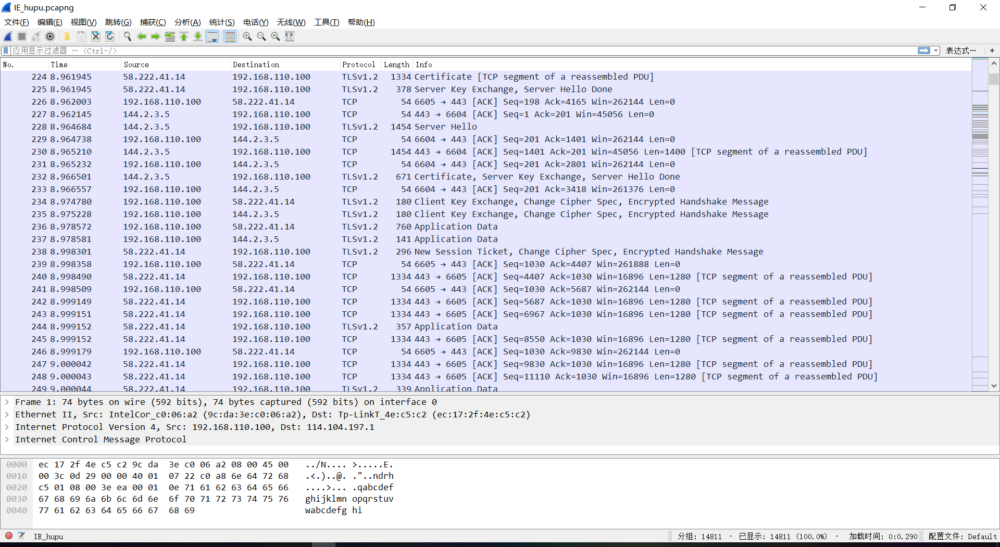 IE_hupu.pcapng
文件(F) 编辑(E) 视图(V) 跳转(G) 捕获(C) 分析(A) 统计(S) 电话(Y) 无线(W) 工具(T) 帮助(H)
应用显示过滤器 … <Ctrl-/> 表达式… +
No. Time Source Destination Protocol Length Info
224 8.961945 58.222.41.14 192.168.110.100 TLSv1.2 1334 Certificate [TCP segment of a reassembled PDU]
225 8.961945 58.222.41.14 192.168.110.100 TLSv1.2 378 Server Key Exchange, Server Hello Done
226 8.962003 192.168.110.100 58.222.41.14 TCP 54 6605 → 443 [ACK] Seq=198 Ack=4165 Win=262144 Len=0
227 8.962145 144.2.3.5 192.168.110.100 TCP 54 443 → 6604 [ACK] Seq=1 Ack=201 Win=45056 Len=0
228 8.964684 144.2.3.5 192.168.110.100 TLSv1.2 1454 Server Hello
229 8.964738 192.168.110.100 144.2.3.5 TCP 54 6604 → 443 [ACK] Seq=201 Ack=1401 Win=262144 Len=0
230 8.965210 144.2.3.5 192.168.110.100 TCP 1454 443 → 6604 [ACK] Seq=1401 Ack=201 Win=45056 Len=1400 [TCP segment of a reassembled PDU]
231 8.965232 192.168.110.100 144.2.3.5 TCP 54 6604 → 443 [ACK] Seq=201 Ack=2801 Win=262144 Len=0
232 8.966501 144.2.3.5 192.168.110.100 TLSv1.2 671 Certificate, Server Key Exchange, Server Hello Done
233 8.966557 192.168.110.100 144.2.3.5 TCP 54 6604 → 443 [ACK] Seq=201 Ack=3418 Win=261376 Len=0
234 8.974780 192.168.110.100 58.222.41.14 TLSv1.2 180 Client Key Exchange, Change Cipher Spec, Encrypted Handshake Message
235 8.975228 192.168.110.100 144.2.3.5 TLSv1.2 180 Client Key Exchange, Change Cipher Spec, Encrypted Handshake Message
236 8.978572 192.168.110.100 58.222.41.14 TLSv1.2 760 Application Data
237 8.978581 192.168.110.100 144.2.3.5 TLSv1.2 141 Application Data
238 8.998301 58.222.41.14 192.168.110.100 TLSv1.2 296 New Session Ticket, Change Cipher Spec, Encrypted Handshake Message
239 8.998358 192.168.110.100 58.222.41.14 TCP 54 6605 → 443 [ACK] Seq=1030 Ack=4407 Win=261888 Len=0
240 8.998490 58.222.41.14 192.168.110.100 TCP 1334 443 → 6605 [ACK] Seq=4407 Ack=1030 Win=16896 Len=1280 [TCP segment of a reassembled PDU]
241 8.998509 192.168.110.100 58.222.41.14 TCP 54 6605 → 443 [ACK] Seq=1030 Ack=5687 Win=262144 Len=0
242 8.999149 58.222.41.14 192.168.110.100 TCP 1334 443 → 6605 [ACK] Seq=5687 Ack=1030 Win=16896 Len=1280 [TCP segment of a reassembled PDU]
243 8.999151 58.222.41.14 192.168.110.100 TCP 1334 443 → 6605 [ACK] Seq=6967 Ack=1030 Win=16896 Len=1280 [TCP segment of a reassembled PDU]
244 8.999152 58.222.41.14 192.168.110.100 TLSv1.2 357 Application Data
245 8.999152 58.222.41.14 192.168.110.100 TCP 1334 443 → 6605 [ACK] Seq=8550 Ack=1030 Win=16896 Len=1280 [TCP segment of a reassembled PDU]
246 8.999179 192.168.110.100 58.222.41.14 TCP 54 6605 → 443 [ACK] Seq=1030 Ack=9830 Win=262144 Len=0
247 9.000042 58.222.41.14 192.168.110.100 TCP 1334 443 → 6605 [ACK] Seq=9830 Ack=1030 Win=16896 Len=1280 [TCP segment of a reassembled PDU]
248 9.000043 58.222.41.14 192.168.110.100 TCP 1334 443 → 6605 [ACK] Seq=11110 Ack=1030 Win=16896 Len=1280 [TCP segment of a reassembled PDU]
249 9.000044 58.222.41.14 192.168.110.100 TLSv1.2 339 Application Data
Frame 1: 74 bytes on wire (592 bits), 74 bytes captured (592 bits) on interface 0
Ethernet II, Src: IntelCor_c0:06:a2 (9c:da:3e:c0:06:a2), Dst: Tp-LinkT_4e:c5:c2 (ec:17:2f:4e:c5:c2)
Internet Protocol Version 4, Src: 192.168.110.100, Dst: 114.104.197.1
Internet Control Message Protocol
0000 ec 17 2f 4e c5 c2 9c da 3e c0 06 a2 08 00 45 00 ../N.... >.....E.
0010 00 3c 0d 29 00 00 40 01 07 22 c0 a8 6e 64 72 68 .<.)..@. ."..ndrh
0020 c5 01 08 00 3e ea 00 01 0e 71 61 62 63 64 65 66 ....>... .qabcdef
0030 67 68 69 6a 6b 6c 6d 6e 6f 70 71 72 73 74 75 76 ghijklmn opqrstuv
0040 77 61 62 63 64 65 66 67 68 69 wabcdefg hi
IE_hupu 分组: 14811 · 已显示: 14811 (100.0%) · 加载时间: 0:0.290 配置文件: Default